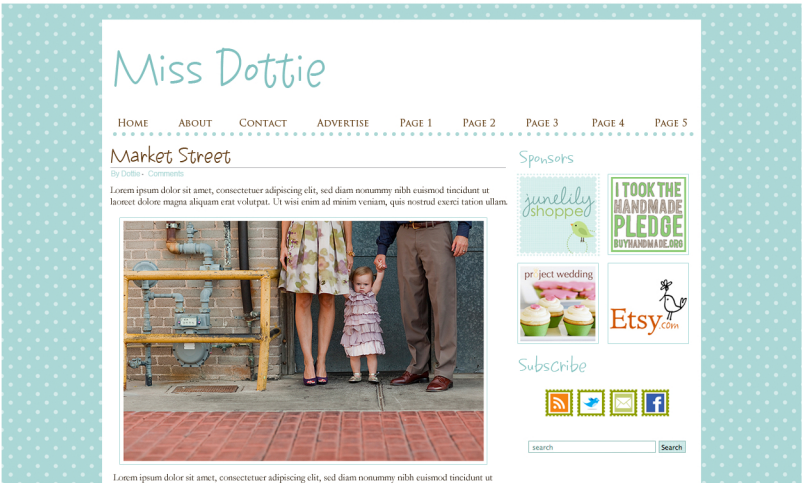 Miss Dottie
Home About Contact Advertise Page 1 Page 2 Page 3 Page 4 Page 5
Market Street
By Dottie • Comments
Lorem ipsum dolor sit amet, consectetuer adipiscing elit, sed diam nonummy nibh euismod tincidunt ut
laoreet dolore magna aliquam erat volutpat. Ut wisi enim ad minim veniam, quis nostrud exerci tation ullam.
Lorem ipsum dolor sit amet, consectetuer adipiscing elit, sed diam nonummy nibh euismod tincidunt ut
Sponsors
junelily
shoppe
I TOOK THE
HANDMADE
PLEDGE
BUYHANDMADE.ORG
project wedding
Etsy.com
Subscribe
f
search
Search